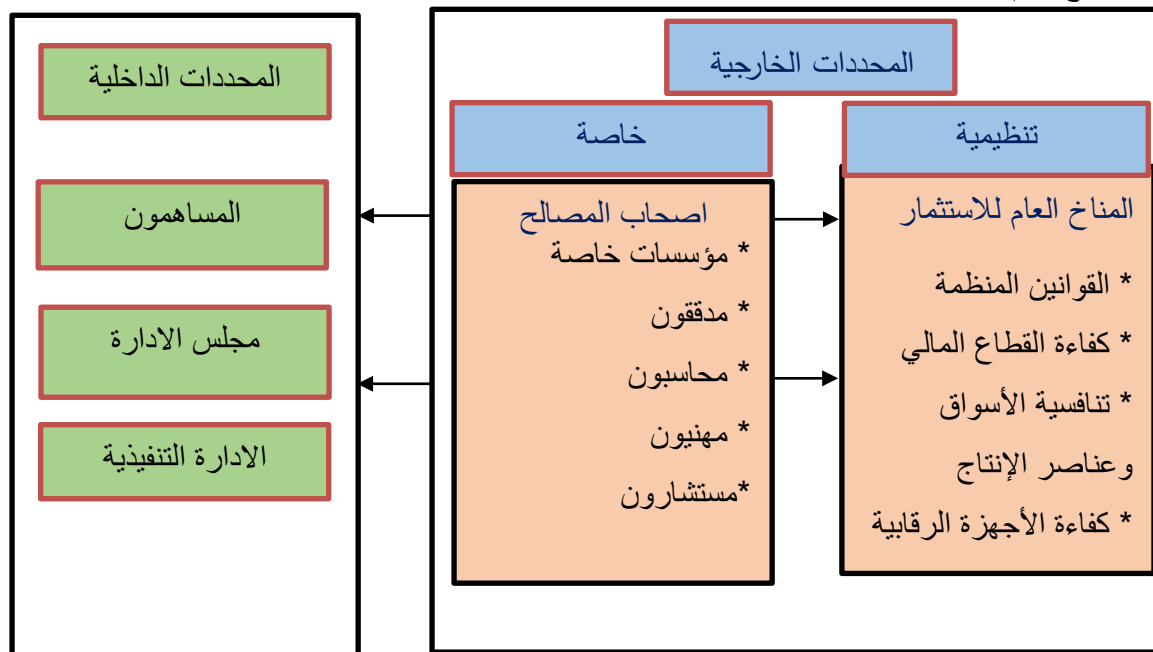 المحددات الخارجية
تنظيمية
المناخ العام للاستثمار
* القوانين المنظمة
* كفاءة القطاع المالي
* تنافسية الأسواق
وعناصر الإنتاج
* كفاءة الأجهزة الرقابية
خاصة
اصحاب المصالح
* مؤسسات خاصة
* مدققون
* محاسبون
* مهنيون
*مستشارون
المحددات الداخلية
المساهمون
مجلس الادارة
الادارة التنفيذية